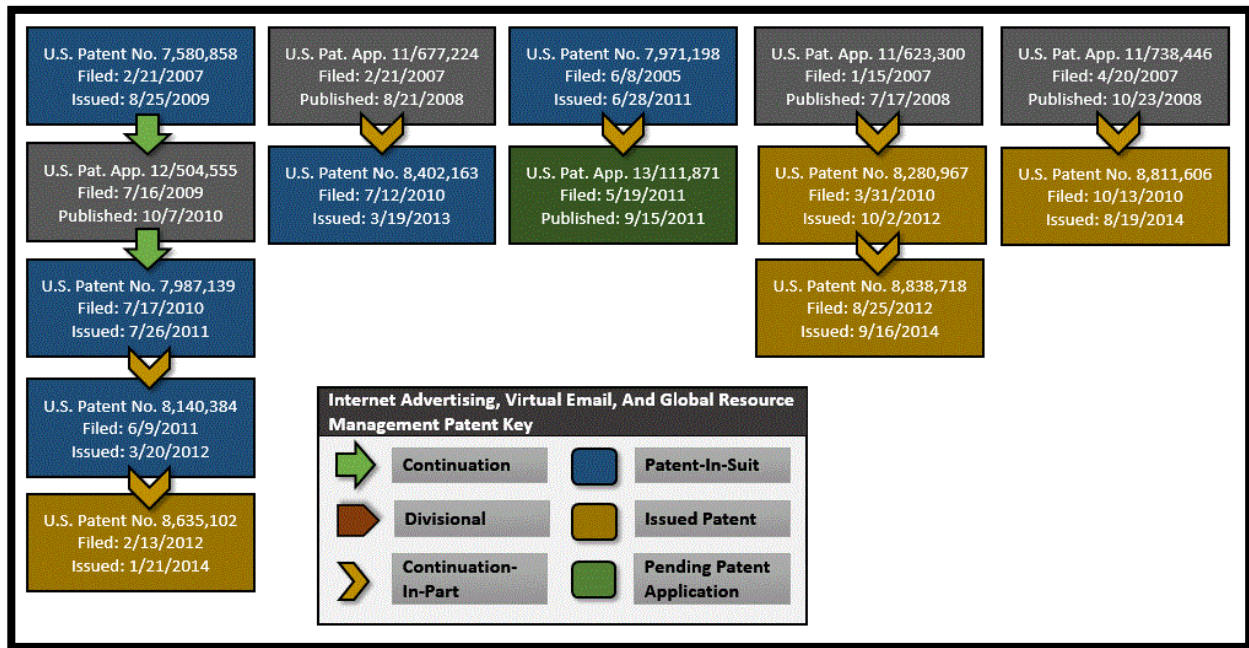 U.S. Patent No. 7,580,858
Filed: 2/21/2007
Issued: 8/25/2009
U.S. Pat. App. 12/504,555
Filed: 7/16/2009
Published: 10/7/2010
U.S. Patent No. 7,987,139
Filed: 7/17/2010
Issued: 7/26/2011
U.S. Patent No. 8,140,384
Filed: 6/9/2011
Issued: 3/20/2012
U.S. Patent No. 8,635,102
Filed: 2/13/2012
Issued: 1/21/2014
U.S. Pat. App. 11/677,224
Filed: 2/21/2007
Published: 8/21/2008
U.S. Patent No. 8,402,163
Filed: 7/12/2010
Issued: 3/19/2013
U.S. Patent No. 7,971,198
Filed: 6/8/2005
Issued: 6/28/2011
U.S. Pat. App. 13/111,871
Filed: 5/19/2011
Published: 9/15/2011
U.S. Pat. App. 11/623,300
Filed: 1/15/2007
Published: 7/17/2008
U.S. Patent No. 8,280,967
Filed: 3/31/2010
Issued: 10/2/2012
U.S. Patent No. 8,838,718
Filed: 8/25/2012
Issued: 9/16/2014
U.S. Pat. App. 11/738,446
Filed: 4/20/2007
Published: 10/23/2008
U.S. Patent No. 8,811,606
Filed: 10/13/2010
Issued: 8/19/2014
Internet Advertising, Virtual Email, And Global Resource
Management Patent Key
Continuation
Patent-In-Suit
Divisional
Issued Patent
Continuation-
In-Part
Pending Patent
Application